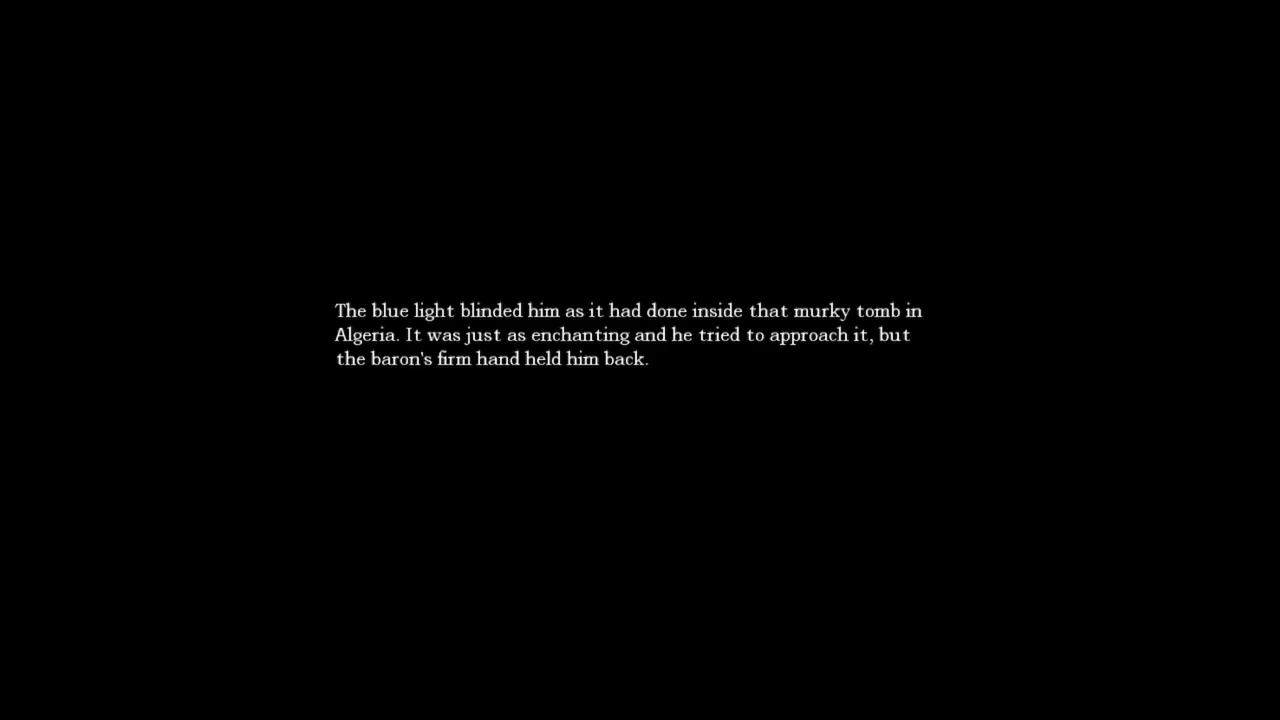 The blue light blinded him as it had done inside that murky tomb in
Algeria. It was just as enchanting and he tried to approach it, but
the baron's firm hand held him back.